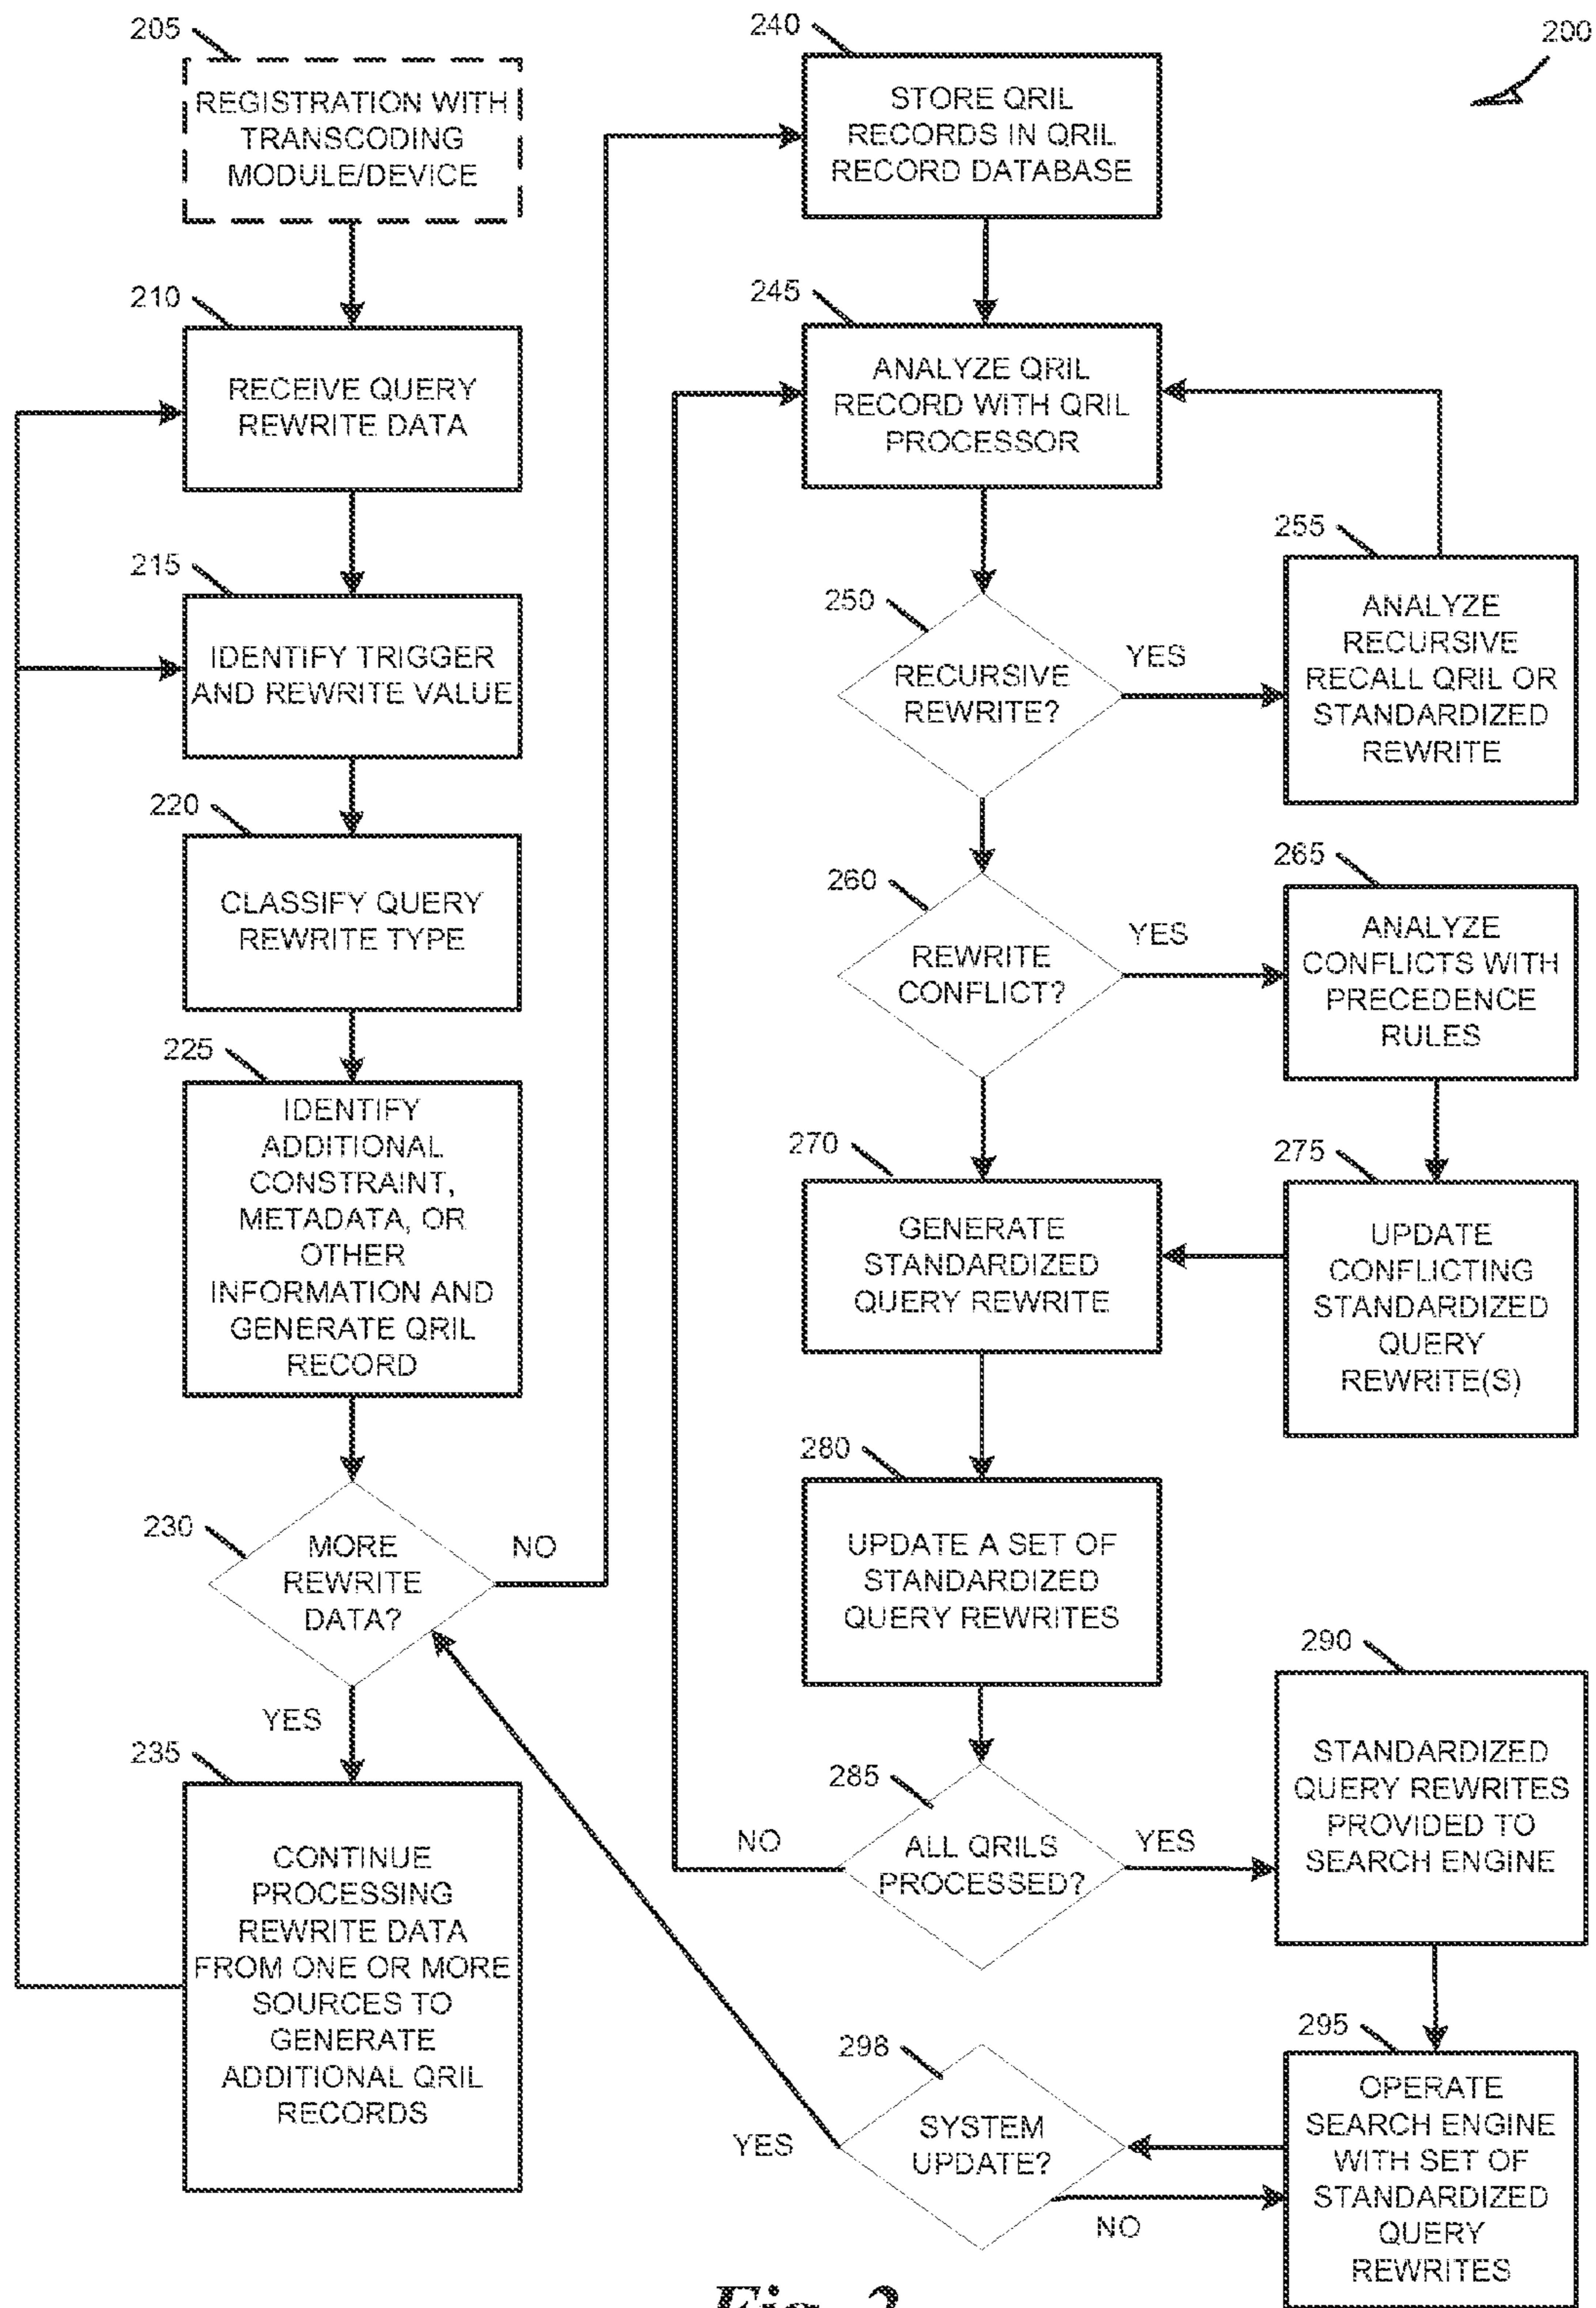 200
205
REGISTRATION WITH
TRANSCODING
MODULE/DEVICE
210
RECEIVE QUERY
REWRITE DATA
215
IDENTIFY TRIGGER
AND REWRITE VALUE
220
CLASSIFY QUERY
REWRITE TYPE
225
IDENTIFY
ADDITIONAL
CONSTRAINT,
METADATA, OR
OTHER
INFORMATION AND
GENERATE QRIL
RECORD
230
MORE
REWRITE
DATA?
NO
YES
235
CONTINUE
PROCESSING
REWRITE DATA
FROM ONE OR MORE
SOURCES TO
GENERATE
ADDITIONAL QRIL
RECORDS
240
STORE QRIL
RECORDS IN QRIL
RECORD DATABASE
245
ANALYZE QRIL
RECORD WITH QRIL
PROCESSOR
250
RECURSIVE
REWRITE?
YES
255
ANALYZE
RECURSIVE
RECALL QRIL OR
STANDARDIZED
REWRITE
260
REWRITE
CONFLICT?
YES
265
ANALYZE
CONFLICTS WITH
PRECEDENCE
RULES
270
GENERATE
STANDARDIZED
QUERY REWRITE
275
UPDATE
CONFLICTING
STANDARDIZED
QUERY
REWRITE(S)
280
UPDATE A SET OF
STANDARDIZED
QUERY REWRITES
285
ALL QRILS
PROCESSED?
NO
YES
290
STANDARDIZED
QUERY REWRITES
PROVIDED TO
SEARCH ENGINE
295
OPERATE
SEARCH ENGINE
WITH SET OF
STANDARDIZED
QUERY
REWRITES
298
SYSTEM
UPDATE?
YES
NO
Fig. 2